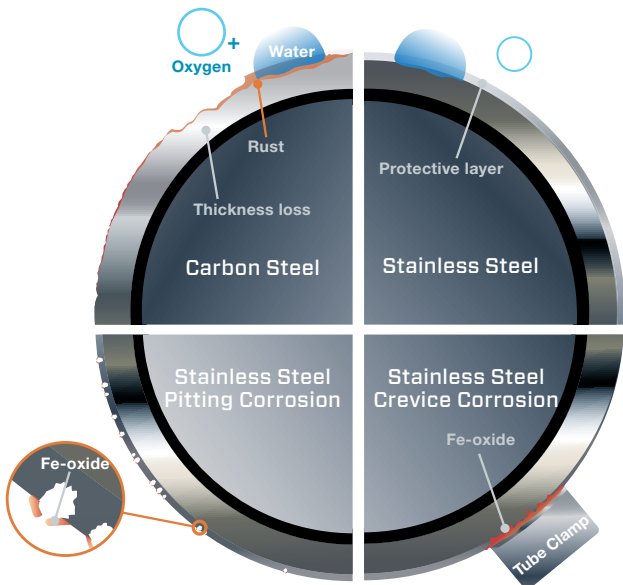 Water
+
Oxygen
Rust
Protective layer
Thickness loss
Carbon Steel
Stainless Steel
Stainless Steel
Pitting Corrosion
Stainless Steel
Crevice Corrosion
Fe-oxide
Fe-oxide
Tube Clamp